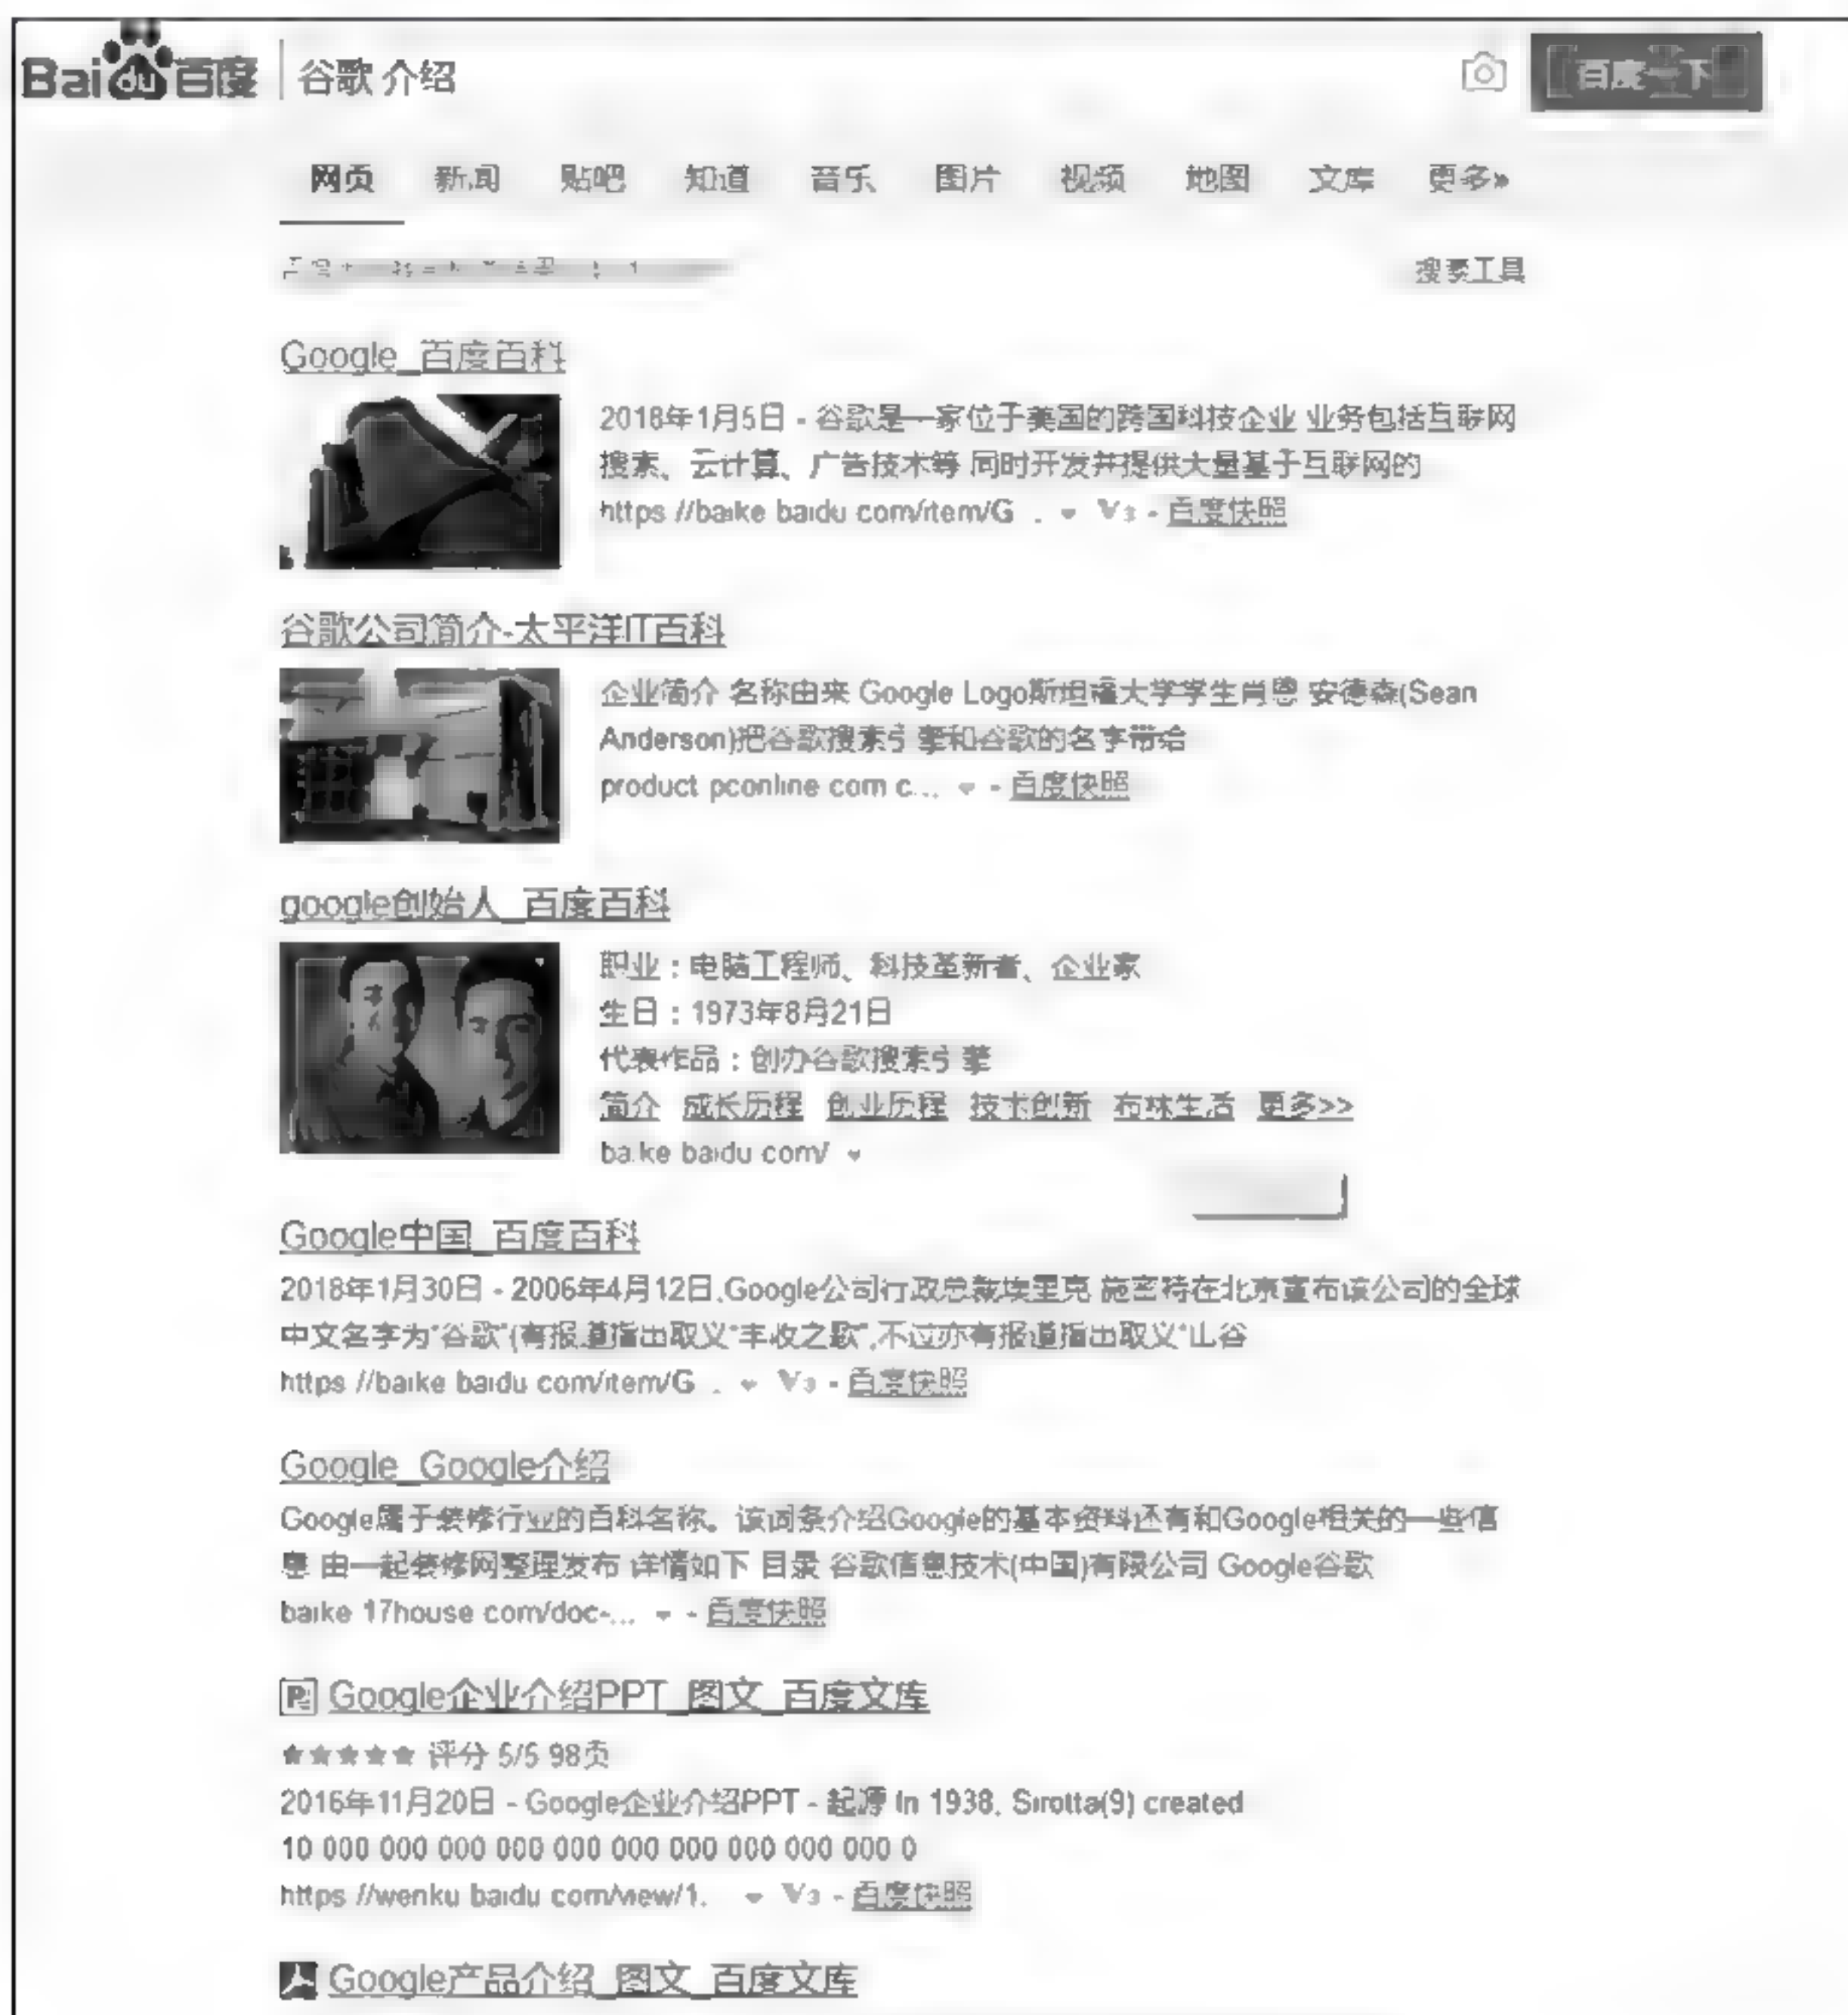 Baidu百度 谷歌 介绍 百度一下
网页 新闻 贴吧 知道 音乐 图片 视频 地图 文库 更多»
搜索工具
Google_百度百科
2018年1月5日 - 谷歌是一家位于美国的跨国科技企业 业务包括互联网
搜索、云计算、广告技术等 同时开发并提供大量基于互联网的
https //baike baidu com/item/G . V3 - 百度快照
谷歌公司简介-太平洋IT百科
企业简介 名称由来 Google Logo斯坦福大学学生肖恩 安德森(Sean
Anderson)把谷歌搜索引擎和谷歌的名字带给
product pconline com c... - 百度快照
google创始人_百度百科
职业：电脑工程师、科技革新者、企业家
生日：1973年8月21日
代表作品：创办谷歌搜索引擎
简介 成长历程 创业历程 技术创新 布林生活 更多>>
baike baidu com/
Google中国_百度百科
2018年1月30日 - 2006年4月12日,Google公司行政总裁埃里克 施密特在北京宣布该公司的全球
中文名字为"谷歌"(有报道指出取义"丰收之歌",不过亦有报道指出取义"山谷
https //baike baidu com/item/G . V3 - 百度快照
Google_Google介绍
Google属于装修行业的百科名称。该词条介绍Google的基本资料还有和Google相关的一些信
息 由一起装修网整理发布 详情如下 目录 谷歌信息技术(中国)有限公司 Google谷歌
baike 17house com/doc-... - 百度快照
Google企业介绍PPT_图文_百度文库
★★★★★ 评分 5/5 98页
2016年11月20日 - Google企业介绍PPT - 起源 In 1938, Sirotta(9) created
10 000 000 000 000 000 000 000 000 000 000 0
https //wenku baidu com/view/1. V3 - 百度快照
Google产品介绍_图文_百度文库